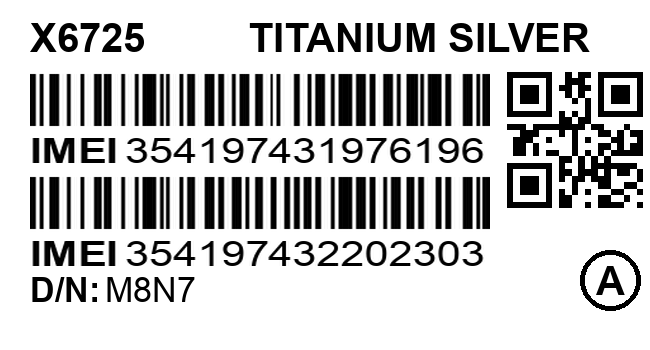 X6725 TITANIUM SILVER
IMEI 354197431976196
IMEI 354197432202303
D/N: M8N7
A